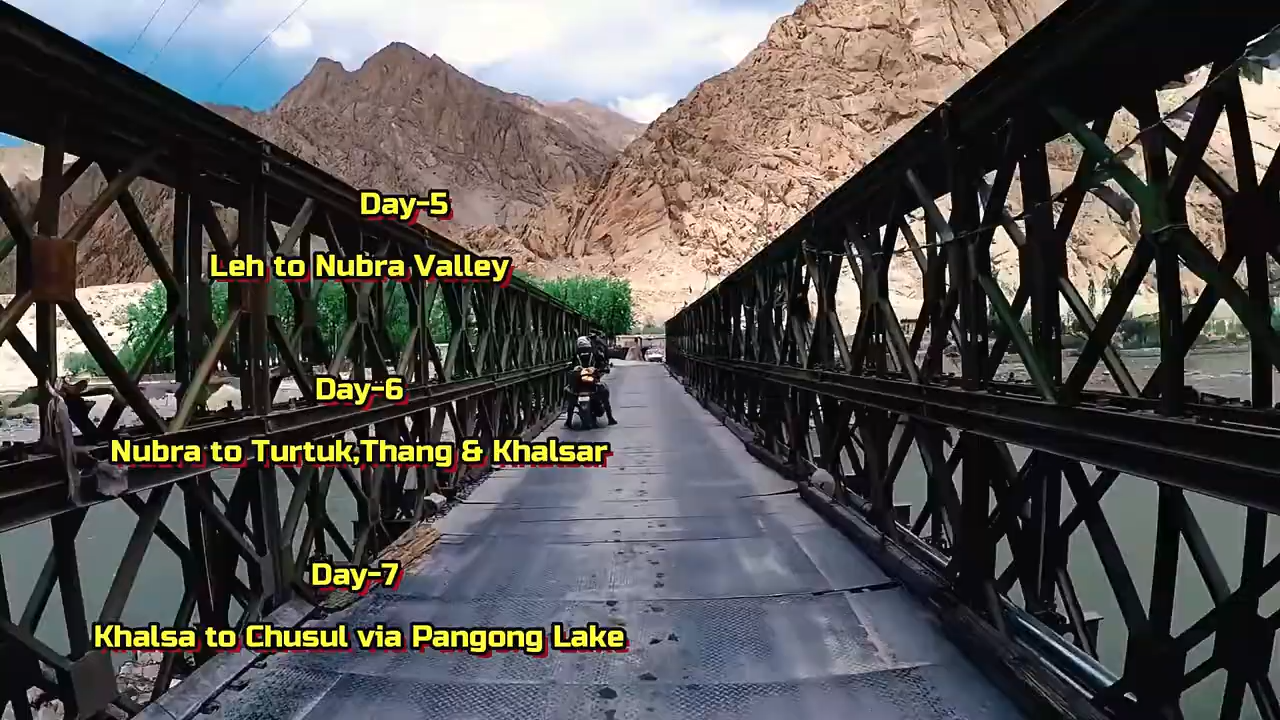 Day-5
Leh to Nubra Valley
Day-6
Nubra to Turtuk,Thang & Khalsar
Day-7
Khalsa to Chusul via Pangong Lake